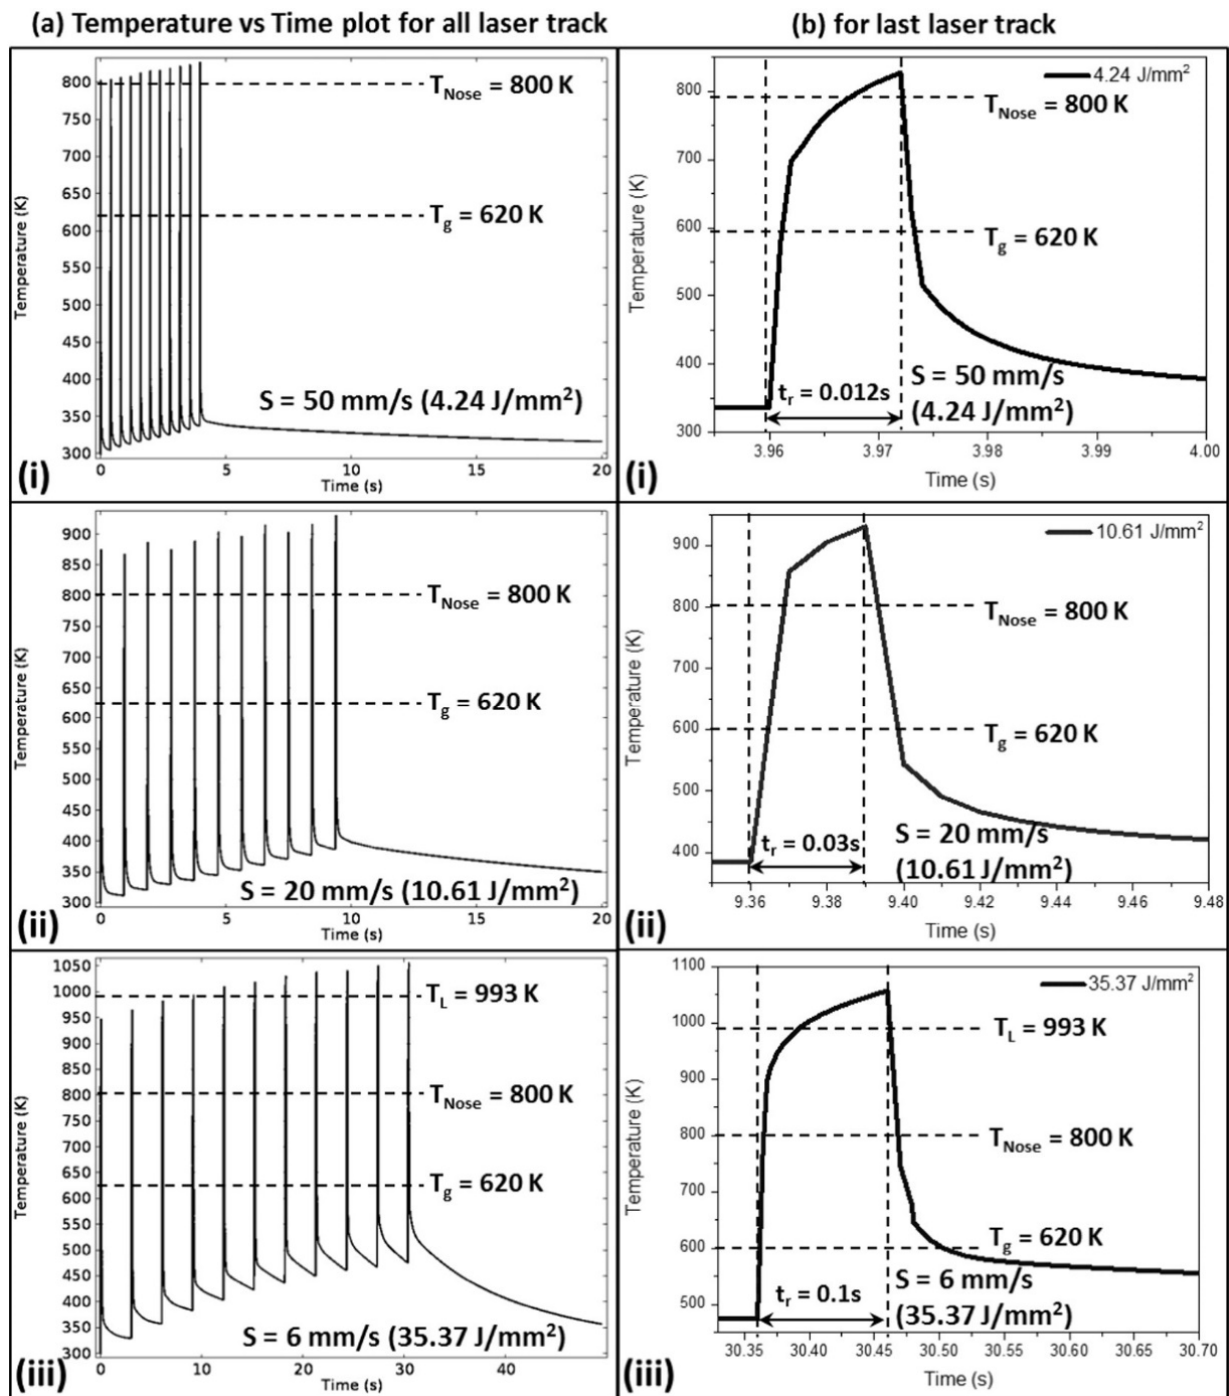 (a) Temperature vs Time plot for all laser track
(b) for last laser track
800
750
700
650
600
550
500
450
400
350
300
Temperature (K)
T_Nose = 800 K
T_g = 620 K
S = 50 mm/s (4.24 J/mm²)
0 5 10 15 20
Time (s)
(i)
800
700
600
500
400
300
Temperature (K)
4.24 J/mm²
T_Nose = 800 K
T_g = 620 K
S = 50 mm/s
(4.24 J/mm²)
t_r = 0.012s
3.96 3.97 3.98 3.99 4.00
Time (s)
(i)
900
850
800
750
700
650
600
550
500
450
400
350
300
Temperature (K)
T_Nose = 800 K
T_g = 620 K
S = 20 mm/s (10.61 J/mm²)
0 5 10 15 20
Time (s)
(ii)
900
800
700
600
500
400
Temperature (K)
10.61 J/mm²
T_Nose = 800 K
T_g = 620 K
S = 20 mm/s
(10.61 J/mm²)
t_r = 0.03s
9.36 9.38 9.40 9.42 9.44 9.46 9.48
Time (s)
(ii)
1050
1000
950
900
850
800
750
700
650
600
550
500
450
400
350
300
Temperature (K)
T_L = 993 K
T_Nose = 800 K
T_g = 620 K
S = 6 mm/s (35.37 J/mm²)
0 10 20 30 40
Time (s)
(iii)
1100
1000
900
800
700
600
500
Temperature (K)
35.37 J/mm²
T_L = 993 K
T_Nose = 800 K
T_g = 620 K
S = 6 mm/s
(35.37 J/mm²)
t_r = 0.1s
30.35 30.40 30.45 30.50 30.55 30.60 30.65 30.70
Time (s)
(iii)